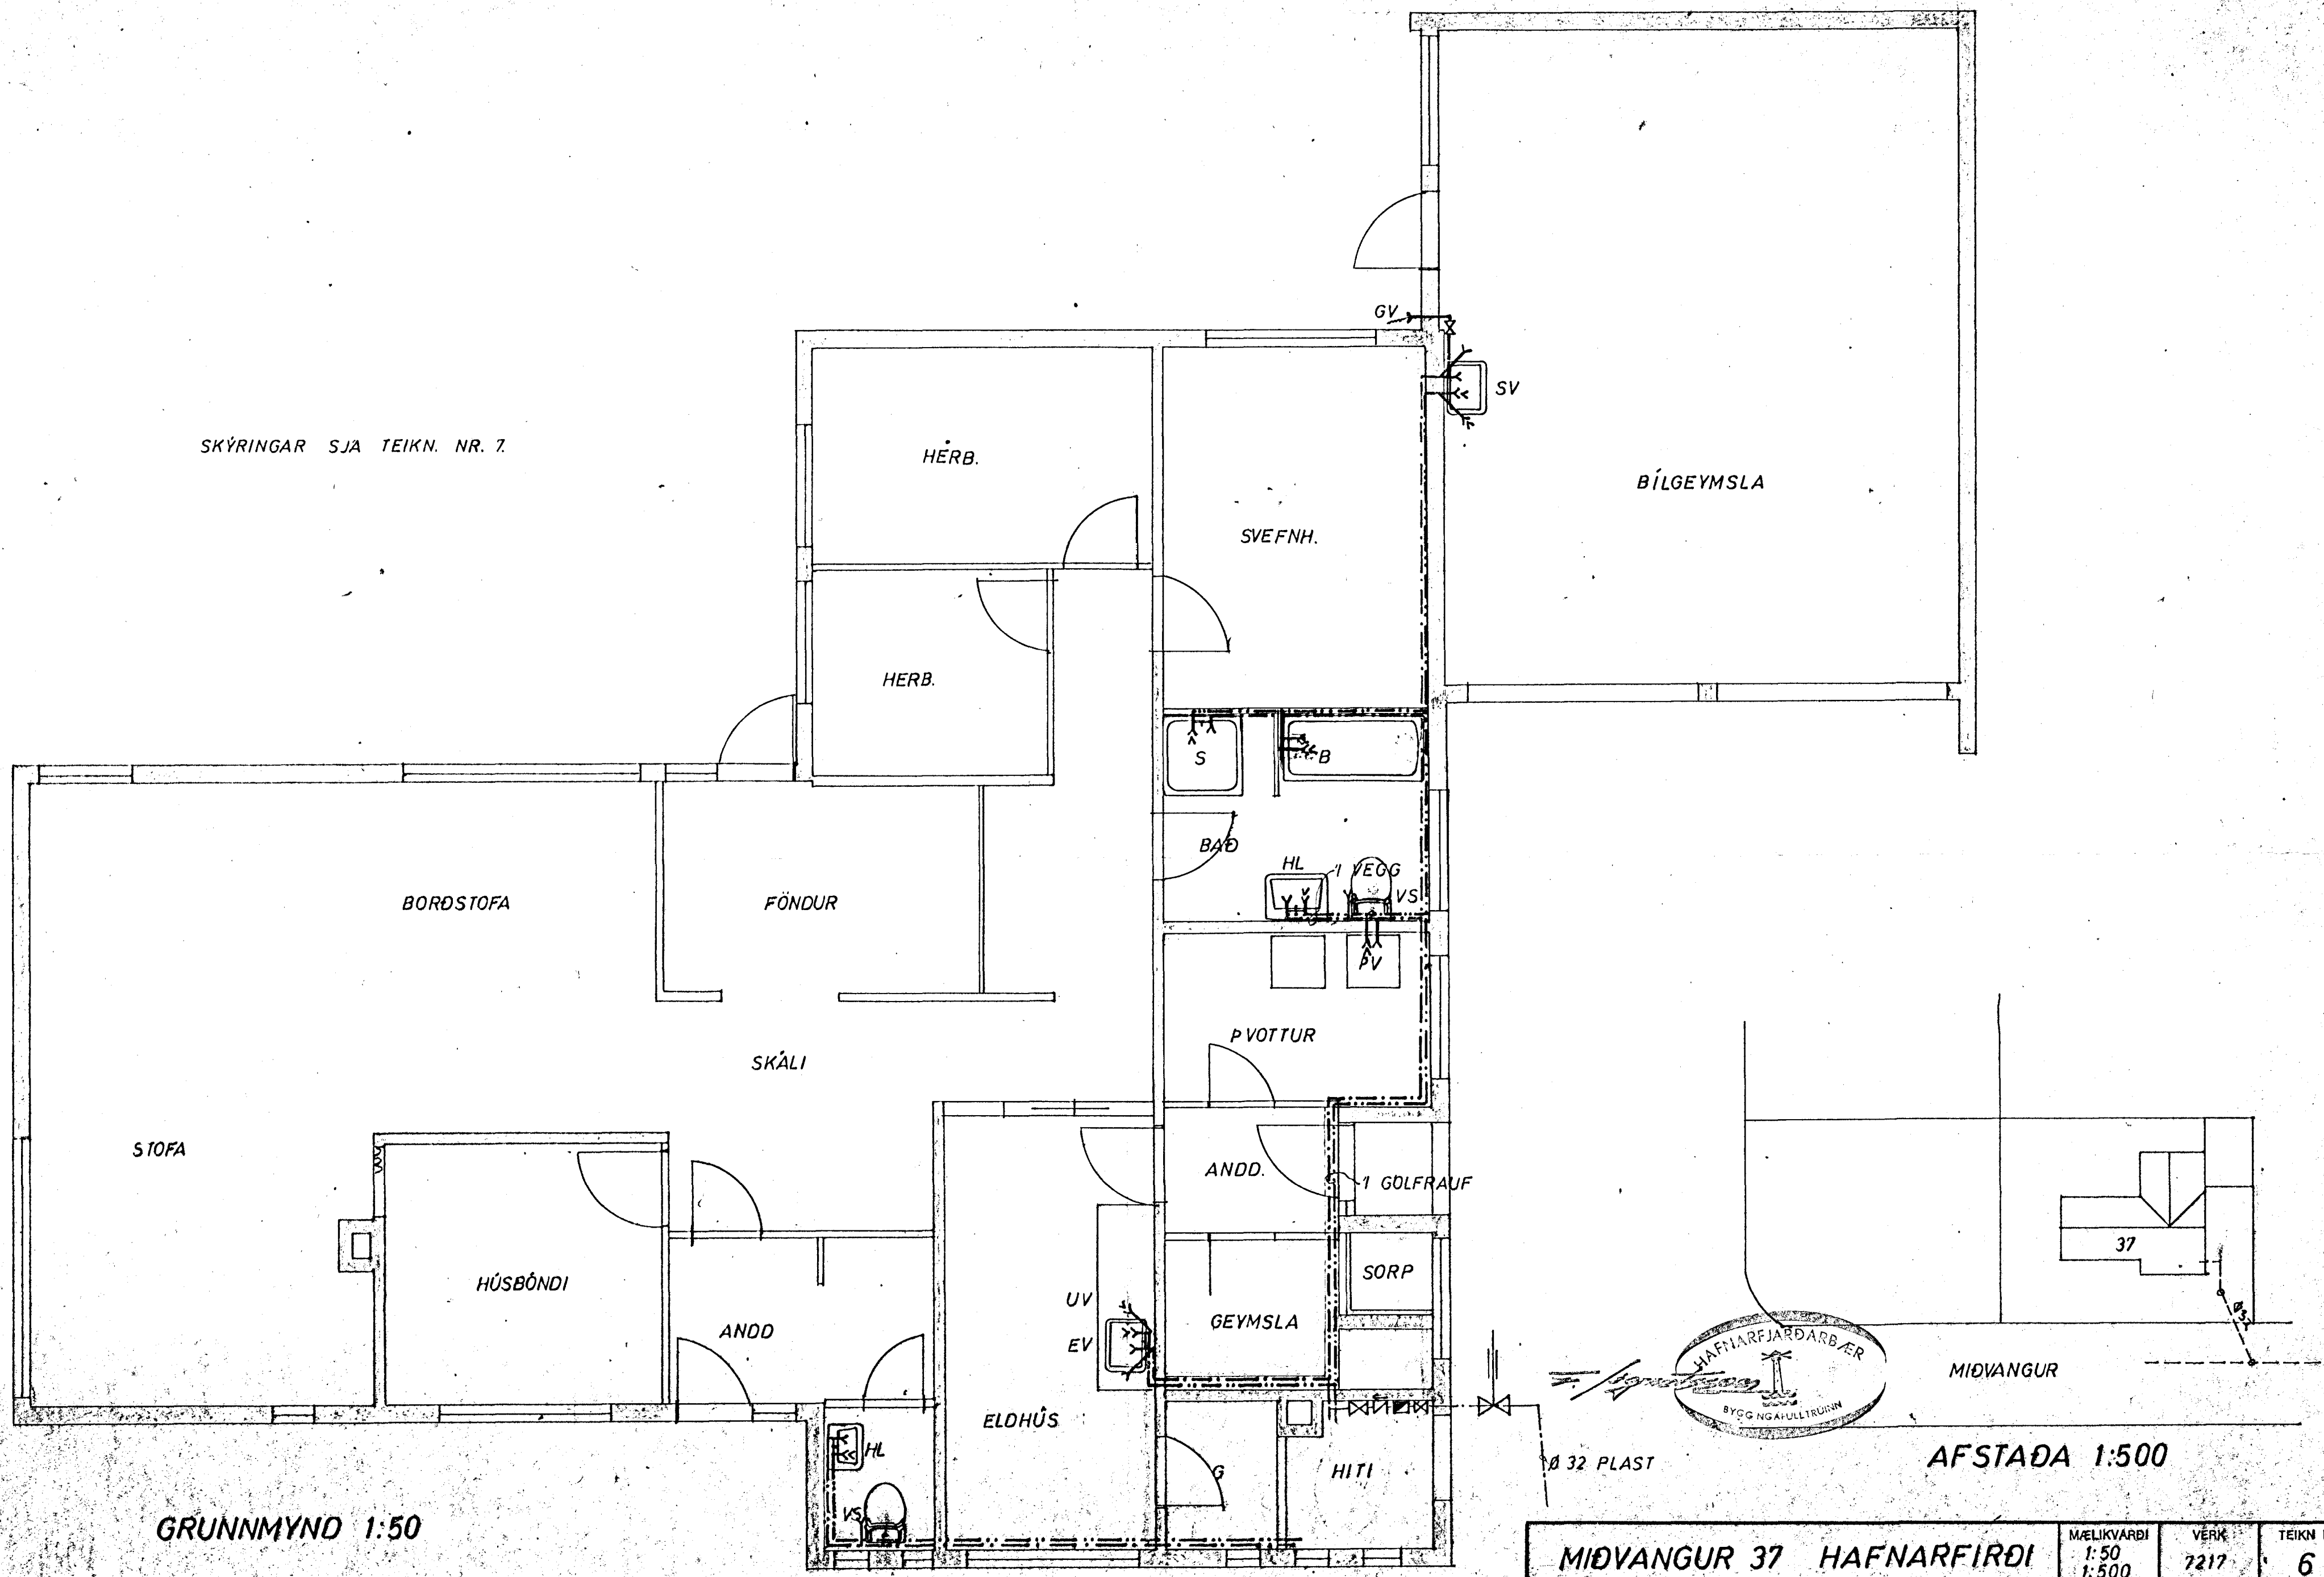 SKÝRINGAR SJÁ TEIKN. NR. 7.
GV
SV
HERB.
SVEFNH.
BÍLGEYMSLA
HERB.
S
B
BAÐ
HL
1 VEGG
VS
BORÐSTOFA
FÖNDUR
ÞV
ÞVOTTUR
SKÁLI
STOFA
ANDD.
1 GÓLFRAUF
HÚSBÓNDI
ANDD
UV
EV
GEYMSLA
SORP
37
Ø32
HAFNARFJARÐARBÆR
BYGGINGAFULLTRÚINN
MIÐVANGUR
ELDHÚS
HL
VS
G
HITI
Ø 32 PLAST
AFSTAÐA 1:500
GRUNNMYND 1:50
MIÐVANGUR 37 HAFNARFIRÐI
MÆLIKVARÐI
1:50
1:500
VERK
7217
TEIKN
6